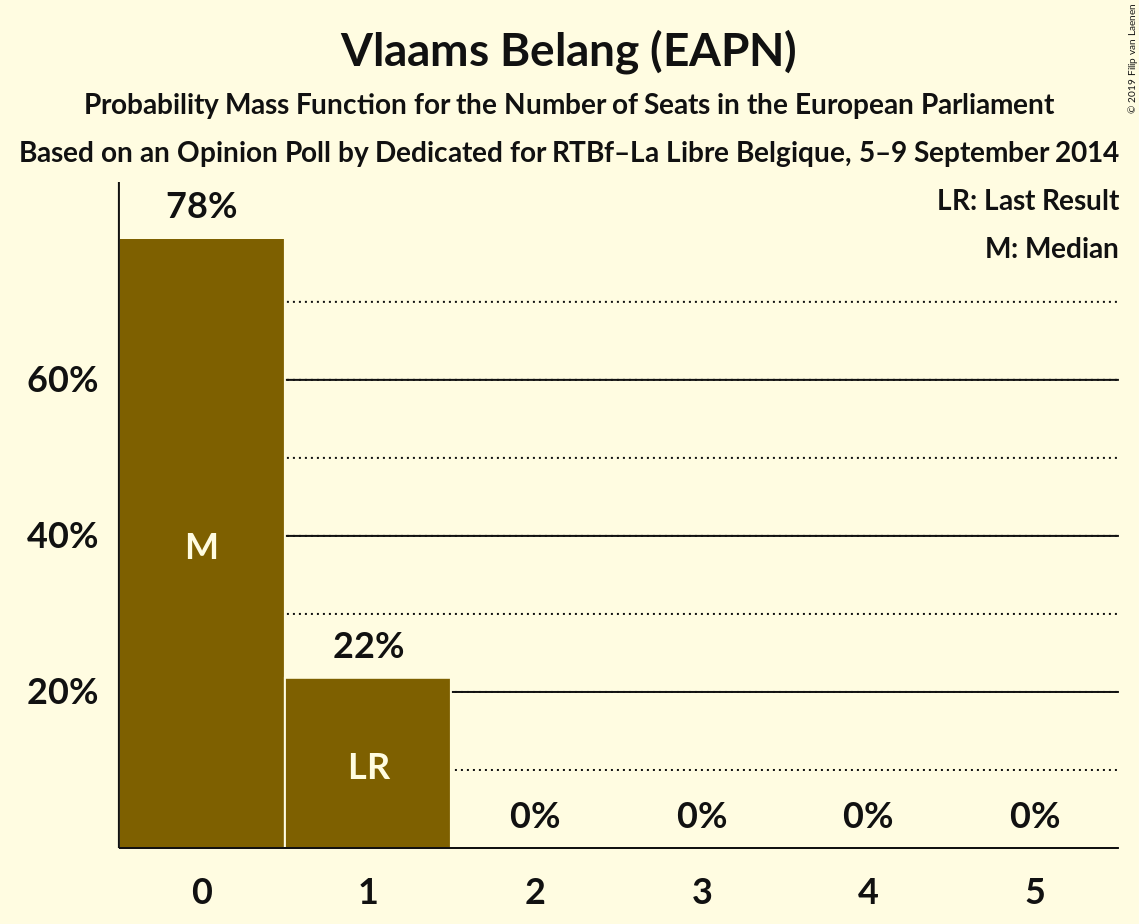 Vlaams Belang (EAPN)
Probability Mass Function for the Number of Seats in the European Parliament
Based on an Opinion Poll by Dedicated for RTBf–La Libre Belgique, 5–9 September 2014
© 2019 Filip van Laenen
LR: Last Result
M: Median
78%
60%
40%
20%
M
22%
LR
0%
0%
0%
0%
0 1 2 3 4 5